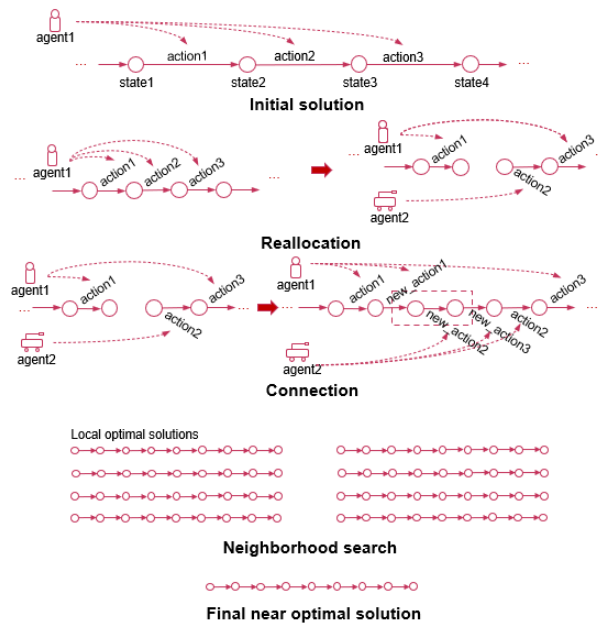 agent1
action1 action2 action3
... ...
state1 state2 state3 state4
Initial solution
agent1
action1 action2 action3
... ...
agent1
action1 action3
... ...
action2
agent2
Reallocation
agent1
action1 action3
... ...
action2
agent2
agent1
action1 new_action1 action3
... ...
new_action2 new_action3 action2
agent2
Connection
Local optimal solutions
Neighborhood search
Final near optimal solution